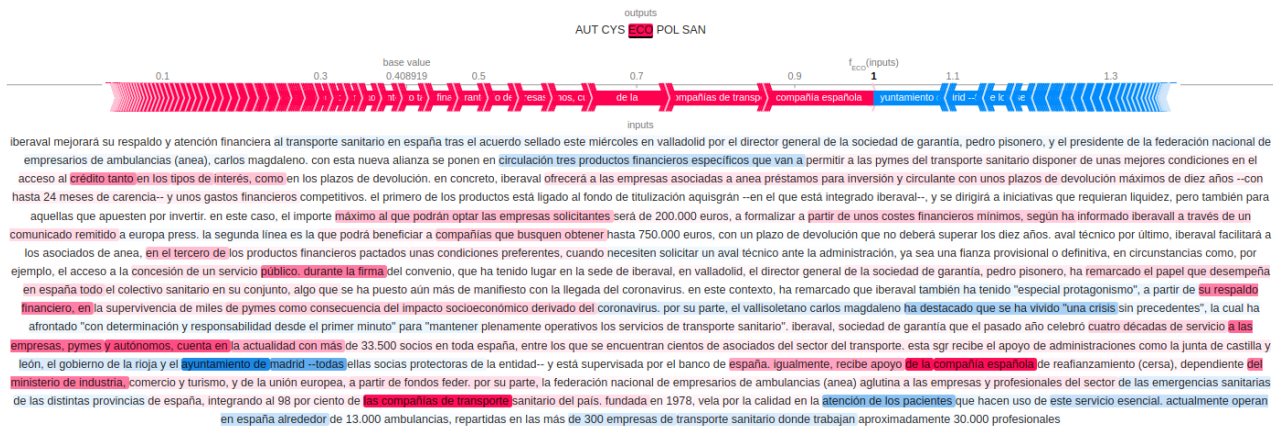 outputs
AUT CYS ECO POL SAN
base value
f ECO(inputs)
0.1 0.3 0.408919 0.5 0.7 0.9 1 1.1 1.3
de la compañías de transp compañía española yuntamiento
inputs
iberaval mejorará su respaldo y atención financiera al transporte sanitario en españa tras el acuerdo sellado este miércoles en valladolid por el director general de la sociedad de garantía, pedro pisonero, y el presidente de la federación nacional de
empresarios de ambulancias (anea), carlos magdaleno. con esta nueva alianza se ponen en circulación tres productos financieros específicos que van a permitir a las pymes del transporte sanitario disponer de unas mejores condiciones en el
acceso al crédito tanto en los tipos de interés, como en los plazos de devolución. en concreto, iberaval ofrecerá a las empresas asociadas a anea préstamos para inversión y circulante con unos plazos de devolución máximos de diez años --con
hasta 24 meses de carencia-- y unos gastos financieros competitivos. el primero de los productos está ligado al fondo de titulización aquisgrán --en el que está integrado iberaval--, y se dirigirá a iniciativas que requieran liquidez, pero también para
aquellas que apuesten por invertir. en este caso, el importe máximo al que podrán optar las empresas solicitantes será de 200.000 euros, a formalizar a partir de unos costes financieros mínimos, según ha informado iberavall a través de un
comunicado remitido a europa press. la segunda línea es la que podrá beneficiar a compañías que busquen obtener hasta 750.000 euros, con un plazo de devolución que no deberá superar los diez años. aval técnico por último, iberaval facilitará a
los asociados de anea, en el tercero de los productos financieros pactados unas condiciones preferentes, cuando necesiten solicitar un aval técnico ante la administración, ya sea una fianza provisional o definitiva, en circunstancias como, por
ejemplo, el acceso a la concesión de un servicio público. durante la firma del convenio, que ha tenido lugar en la sede de iberaval, en valladolid, el director general de la sociedad de garantía, pedro pisonero, ha remarcado el papel que desempeña
en españa todo el colectivo sanitario en su conjunto, algo que se ha puesto aún más de manifiesto con la llegada del coronavirus. en este contexto, ha remarcado que iberaval también ha tenido "especial protagonismo", a partir de su respaldo
financiero, en la supervivencia de miles de pymes como consecuencia del impacto socioeconómico derivado del coronavirus. por su parte, el vallisoletano carlos magdaleno ha destacado que se ha vivido "una crisis sin precedentes", la cual ha
afrontado "con determinación y responsabilidad desde el primer minuto" para "mantener plenamente operativos los servicios de transporte sanitario". iberaval, sociedad de garantía que el pasado año celebró cuatro décadas de servicio a las
empresas, pymes y autónomos, cuenta en la actualidad con más de 33.500 socios en toda españa, entre los que se encuentran cientos de asociados del sector del transporte. esta sgr recibe el apoyo de administraciones como la junta de castilla y
león, el gobierno de la rioja y el ayuntamiento de madrid --todas ellas socias protectoras de la entidad-- y está supervisada por el banco de españa. igualmente, recibe apoyo de la compañía española de reafianzamiento (cersa), dependiente del
ministerio de industria, comercio y turismo, y de la unión europea, a partir de fondos feder. por su parte, la federación nacional de empresarios de ambulancias (anea) aglutina a las empresas y profesionales del sector de las emergencias sanitarias
de las distintas provincias de españa, integrando al 98 por ciento de las compañías de transporte sanitario del país. fundada en 1978, vela por la calidad en la atención de los pacientes que hacen uso de este servicio esencial. actualmente operan
en españa alrededor de 13.000 ambulancias, repartidas en las más de 300 empresas de transporte sanitario donde trabajan aproximadamente 30.000 profesionales